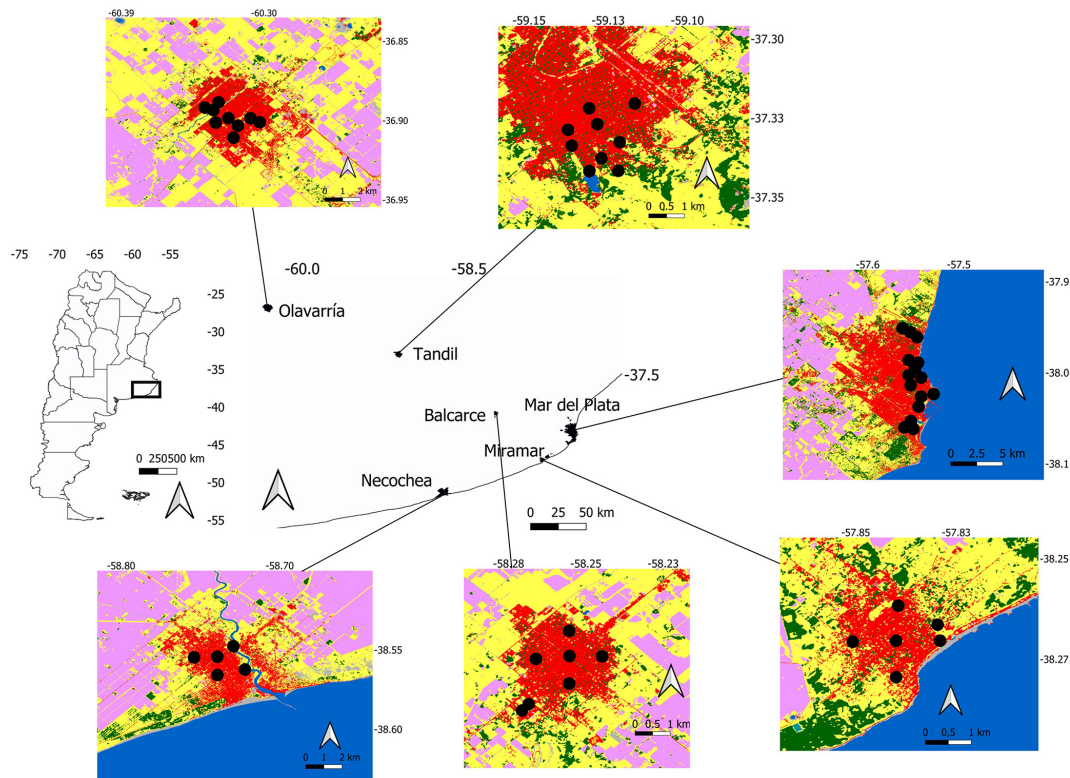 -60.39 -60.30
-36.85
-36.90
-36.95
0 1 2 km
-59.15 -59.13 -59.10
-37.30
-37.33
-37.35
0 0.5 1 km
-75 -70 -65 -60 -55
-25
-30
-35
-40
-45
-50
-55
0 250500 km
-60.0 -58.5
-37.5
Olavarría
Tandil
Balcarce
Mar del Plata
Miramar
Necochea
0 25 50 km
-57.6 -57.5
-37.9
-38.0
-38.1
0 2.5 5 km
-58.80 -58.70
-38.55
-38.60
0 1 2 km
-58.28 -58.25 -58.23
0 0.5 1 km
-57.85 -57.83
-38.25
-38.27
0 0,5 1 km